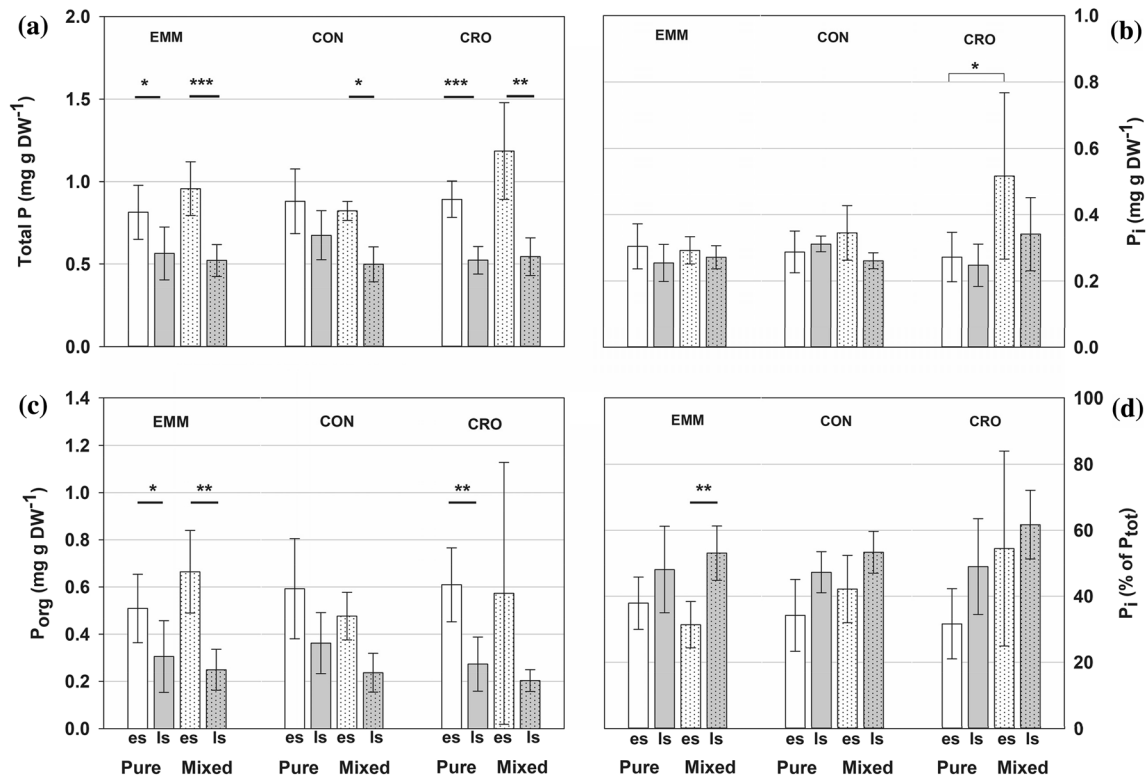 (a)
EMM CON CRO
* *** * *** **
Total P (mg g DW-1)
2.0
1.5
1.0
0.5
0.0
(b)
EMM CON CRO
*
Pi (mg g DW-1)
1.0
0.8
0.6
0.4
0.2
0.0
(c)
EMM CON CRO
* ** **
Porg (mg g DW-1)
1.4
1.2
1.0
0.8
0.6
0.4
0.2
0.0
es ls es ls es ls es ls es ls es ls
Pure Mixed Pure Mixed Pure Mixed
(d)
EMM CON CRO
**
Pi (% of Ptot)
100
80
60
40
20
0
es ls es ls es ls es ls es ls es ls
Pure Mixed Pure Mixed Pure Mixed